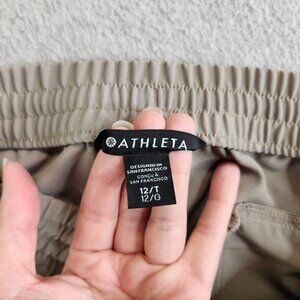 ATHLETA
DESIGNED IN
SAN FRANCISCO
CONÇU À
SAN FRANCISCO
12/T
12/G